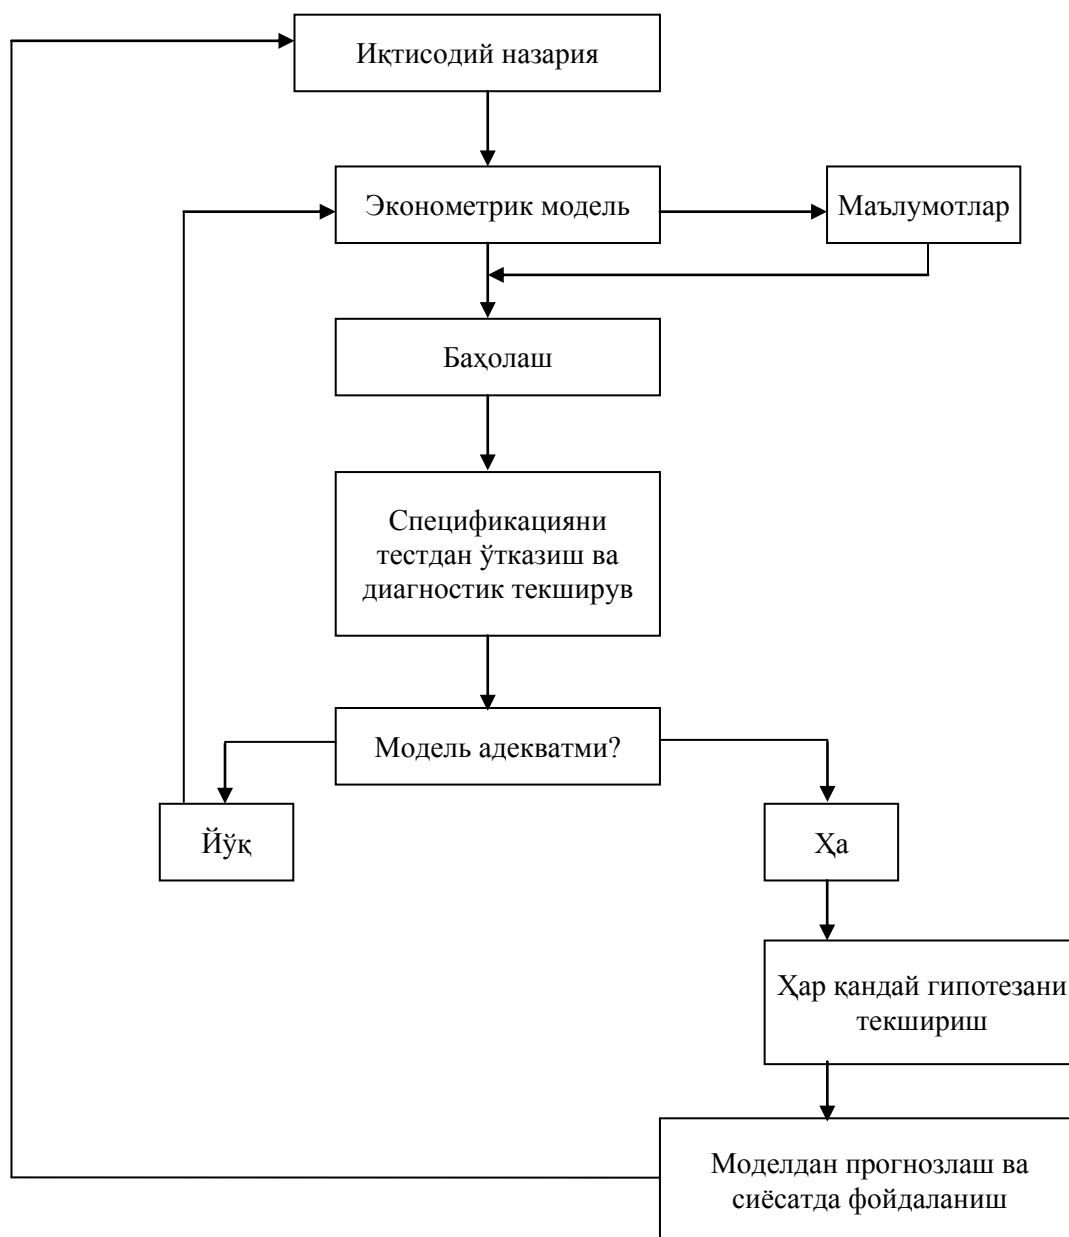 Иқтисодий назария
Эконометрик модель
Маълумотлар
Баҳолаш
Спецификацияни
тестдан ўтказиш ва
диагностик текширув
Модель адекватми?
Йўқ
Ҳа
Ҳар қандай гипотезани
текшириш
Моделдан прогнозлаш ва
сиёсатда фойдаланиш